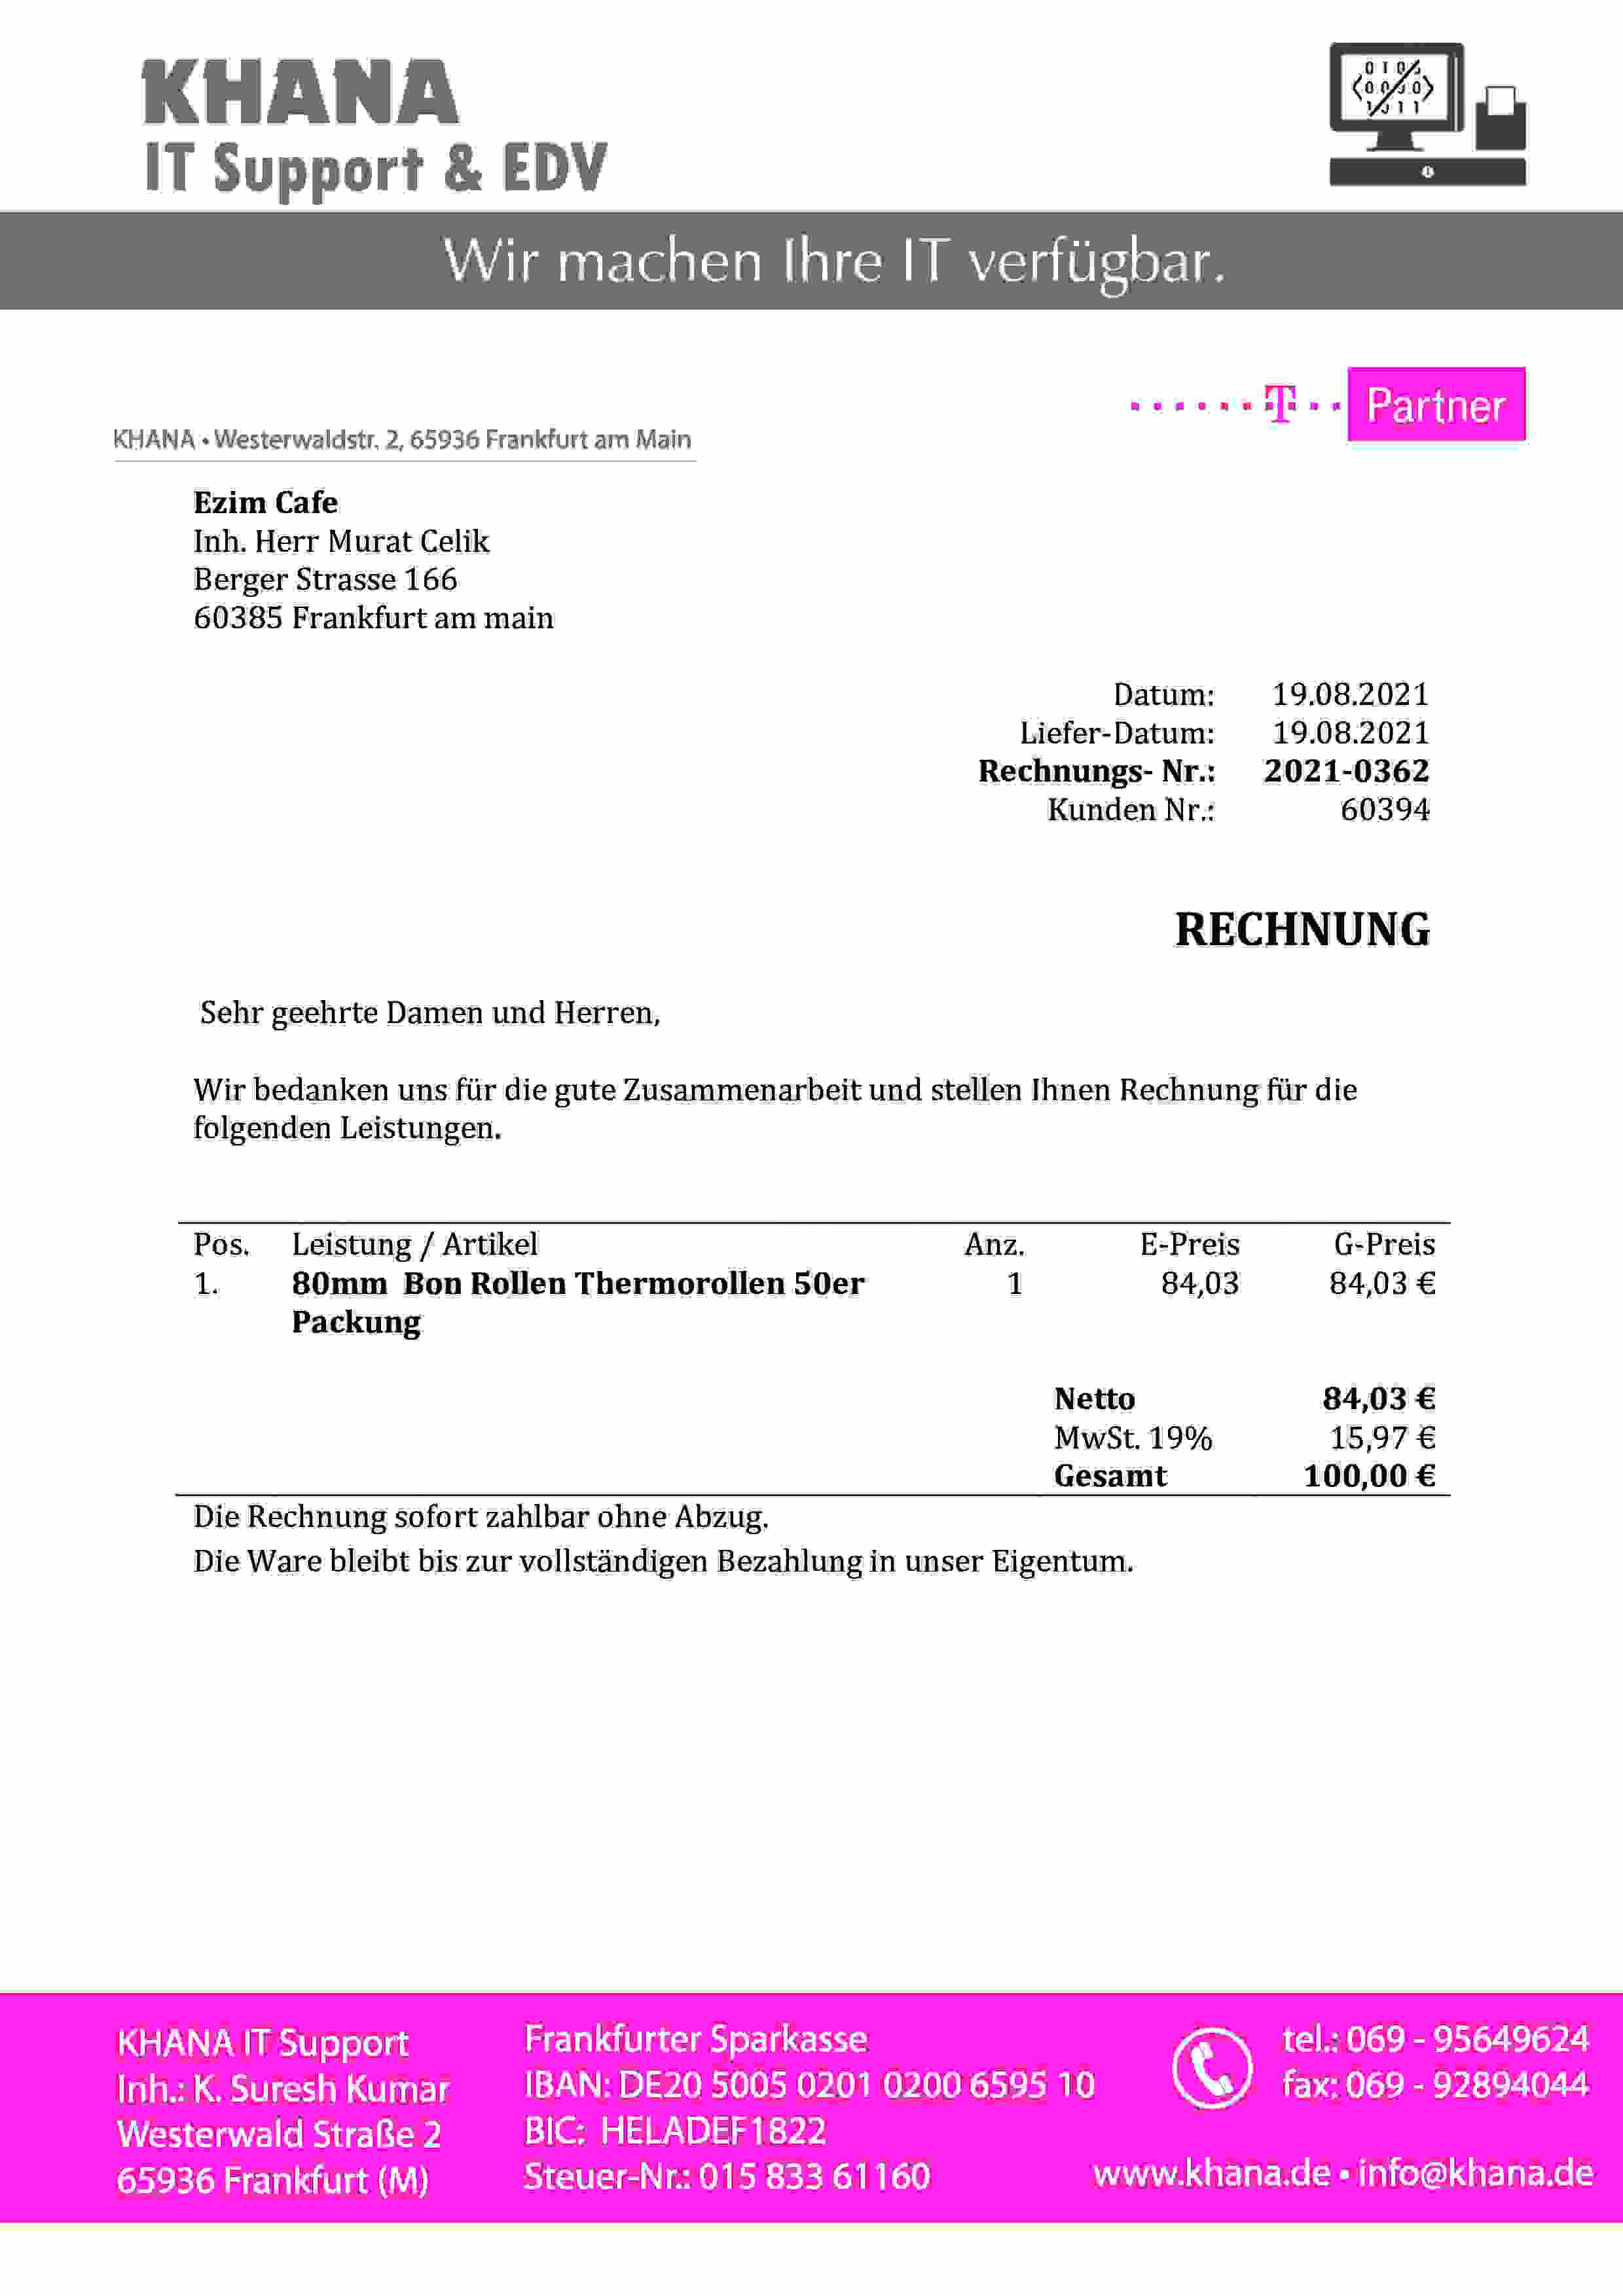 KHANA
IT Support & EDV
Wir machen Ihre IT verfügbar.
T Partner
KHANA • Westerwaldstr. 2, 65936 Frankfurt am Main
Ezim Cafe
Inh. Herr Murat Celik
Berger Strasse 166
60385 Frankfurt am main
Datum: 19.08.2021
Liefer-Datum: 19.08.2021
Rechnungs- Nr.: 2021-0362
Kunden Nr.: 60394
RECHNUNG
Sehr geehrte Damen und Herren,
Wir bedanken uns für die gute Zusammenarbeit und stellen Ihnen Rechnung für die
folgenden Leistungen.
Pos. Leistung / Artikel Anz. E-Preis G-Preis
1. 80mm Bon Rollen Thermorollen 50er 1 84,03 84,03 €
Packung
Netto 84,03 €
MwSt. 19% 15,97 €
Gesamt 100,00 €
Die Rechnung sofort zahlbar ohne Abzug.
Die Ware bleibt bis zur vollständigen Bezahlung in unser Eigentum.
KHANA IT Support
Inh.: K. Suresh Kumar
Westerwald Straße 2
65936 Frankfurt (M)
Frankfurter Sparkasse
IBAN: DE20 5005 0201 0200 6595 10
BIC: HELADEF1822
Steuer-Nr.: 015 833 61160
tel.: 069 - 95649624
fax: 069 - 92894044
www.khana.de • info@khana.de